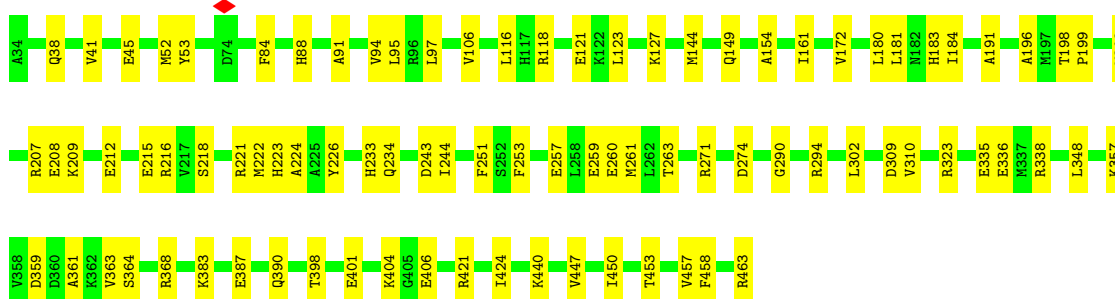 A34 Q38 V41 E45 M52 Y53 D74 F84 H88 A91 V94 L95 R96 L97 V106 L116 H117 R118 E121 K122 L123 K127 M144 Q149 A154 I161 V172 L180 L181 N182 H183 I184 A191 A196 M197 T198 P199
R207 E208 K209 E212 E215 R216 V217 S218 R221 M222 H223 A224 A225 Y226 H233 Q234 D243 I244 F251 S252 F253 E257 L258 E259 E260 M261 L262 T263 R271 D274 G290 R294 L302 D309 V310 R323 E335 E336 M337 R338 L348 K357
V358 D359 D360 A361 K362 V363 S364 R368 K383 E387 Q390 T398 E401 K404 G405 E406 R421 I424 K440 V447 I450 T453 V457 F458 R463